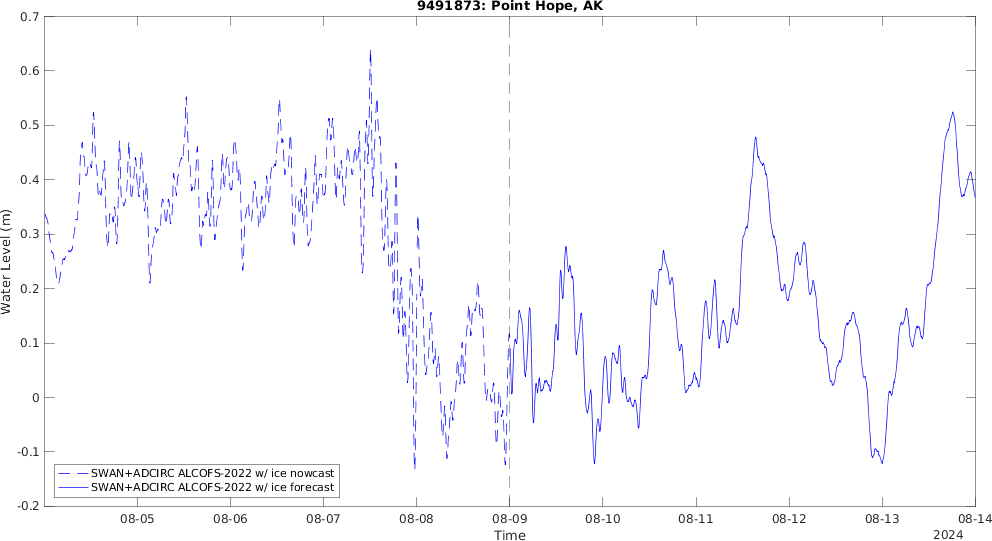 9491873: Point Hope, AK
0.7
0.6
0.5
0.4
0.3
0.2
0.1
0
-0.1
-0.2
Water Level (m)
SWAN+ADCIRC ALCOFS-2022 w/ ice nowcast
SWAN+ADCIRC ALCOFS-2022 w/ ice forecast
08-05 08-06 08-07 08-08 08-09 08-10 08-11 08-12 08-13 08-14
Time
2024